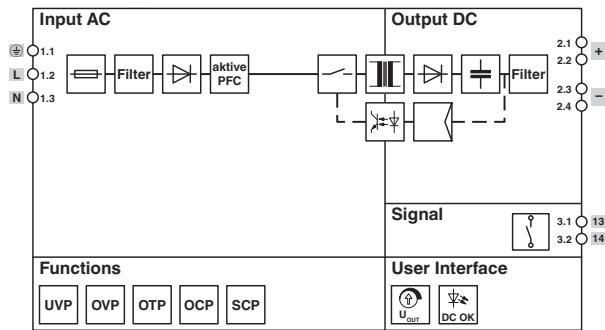 Input AC
Output DC
1.1
L 1.2
N 1.3
Filter
aktive
PFC
Filter
2.1
2.2
+
2.3
2.4
–
Signal
3.1 13
3.2 14
Functions
UVP OVP OTP OCP SCP
User Interface
UOUT
DC OK